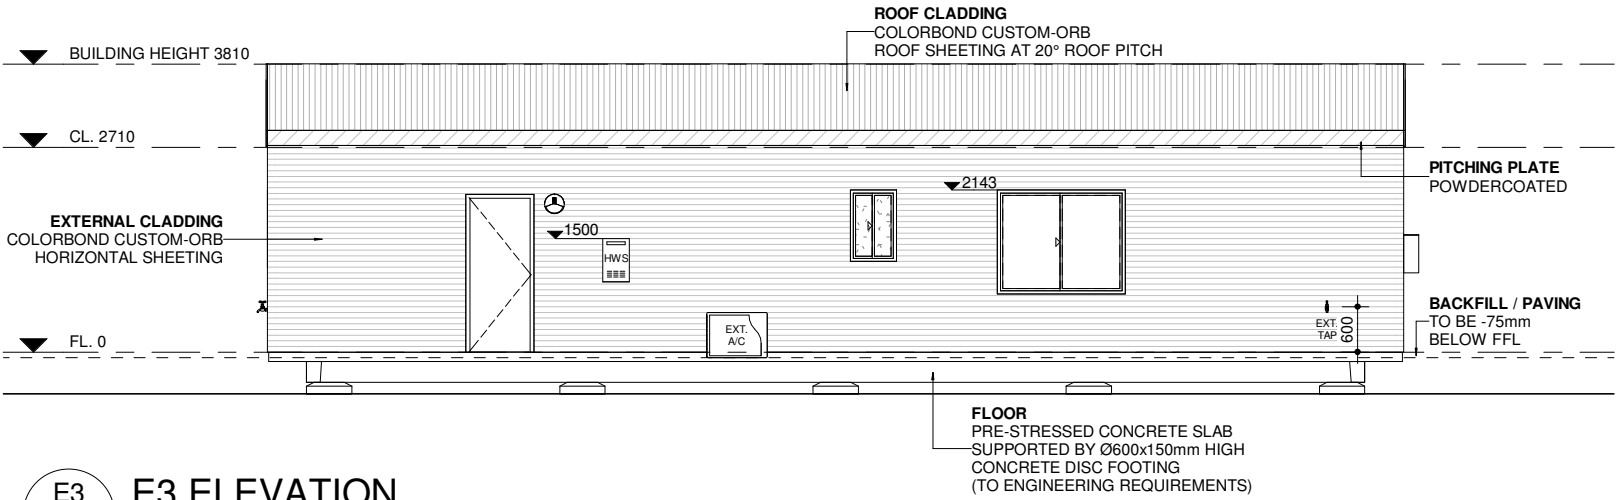 ROOF CLADDING
COLORBOND CUSTOM-ORB
ROOF SHEETING AT 20° ROOF PITCH
BUILDING HEIGHT 3810
CL. 2710
PITCHING PLATE
POWDERCOATED
2143
EXTERNAL CLADDING
COLORBOND CUSTOM-ORB
HORIZONTAL SHEETING
1500
HWS
BACKFILL / PAVING
TO BE -75mm
BELOW FFL
EXT.
TAP
600
EXT.
A/C
FL. 0
FLOOR
PRE-STRESSED CONCRETE SLAB
SUPPORTED BY Ø600x150mm HIGH
CONCRETE DISC FOOTING
(TO ENGINEERING REQUIREMENTS)
E3
E3 ELEVATION